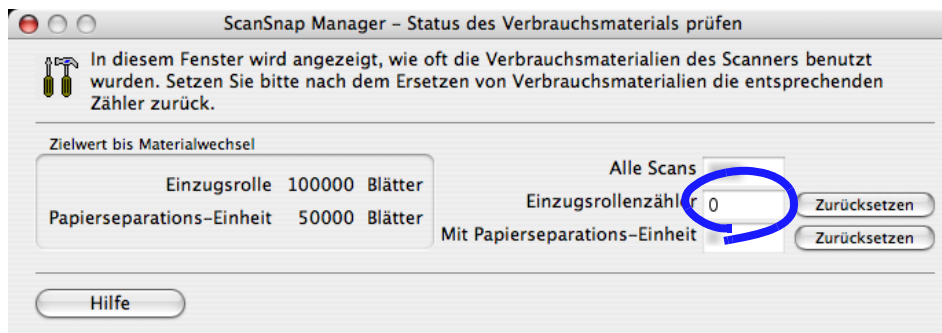 ScanSnap Manager – Status des Verbrauchsmaterials prüfen
In diesem Fenster wird angezeigt, wie oft die Verbrauchsmaterialien des Scanners benutzt
wurden. Setzen Sie bitte nach dem Ersetzen von Verbrauchsmaterialien die entsprechenden
Zähler zurück.
Zielwert bis Materialwechsel
Einzugsrolle 100000 Blätter
Papierseparations-Einheit 50000 Blätter
Alle Scans
Einzugsrollenzähler 0 Zurücksetzen
Mit Papierseparations-Einheit Zurücksetzen
Hilfe